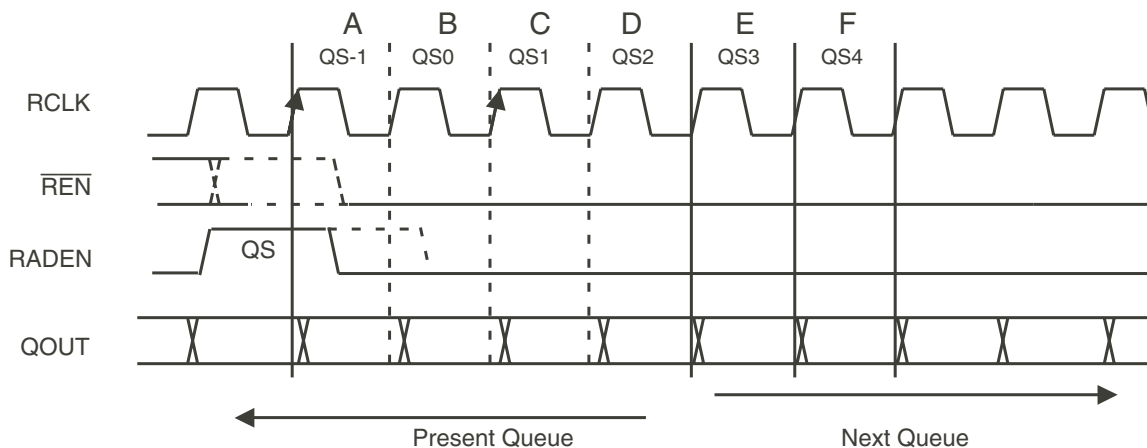 A B C D E F
QS-1 QS0 QS1 QS2 QS3 QS4
RCLK
REN
RADEN QS
QOUT
Present Queue Next Queue